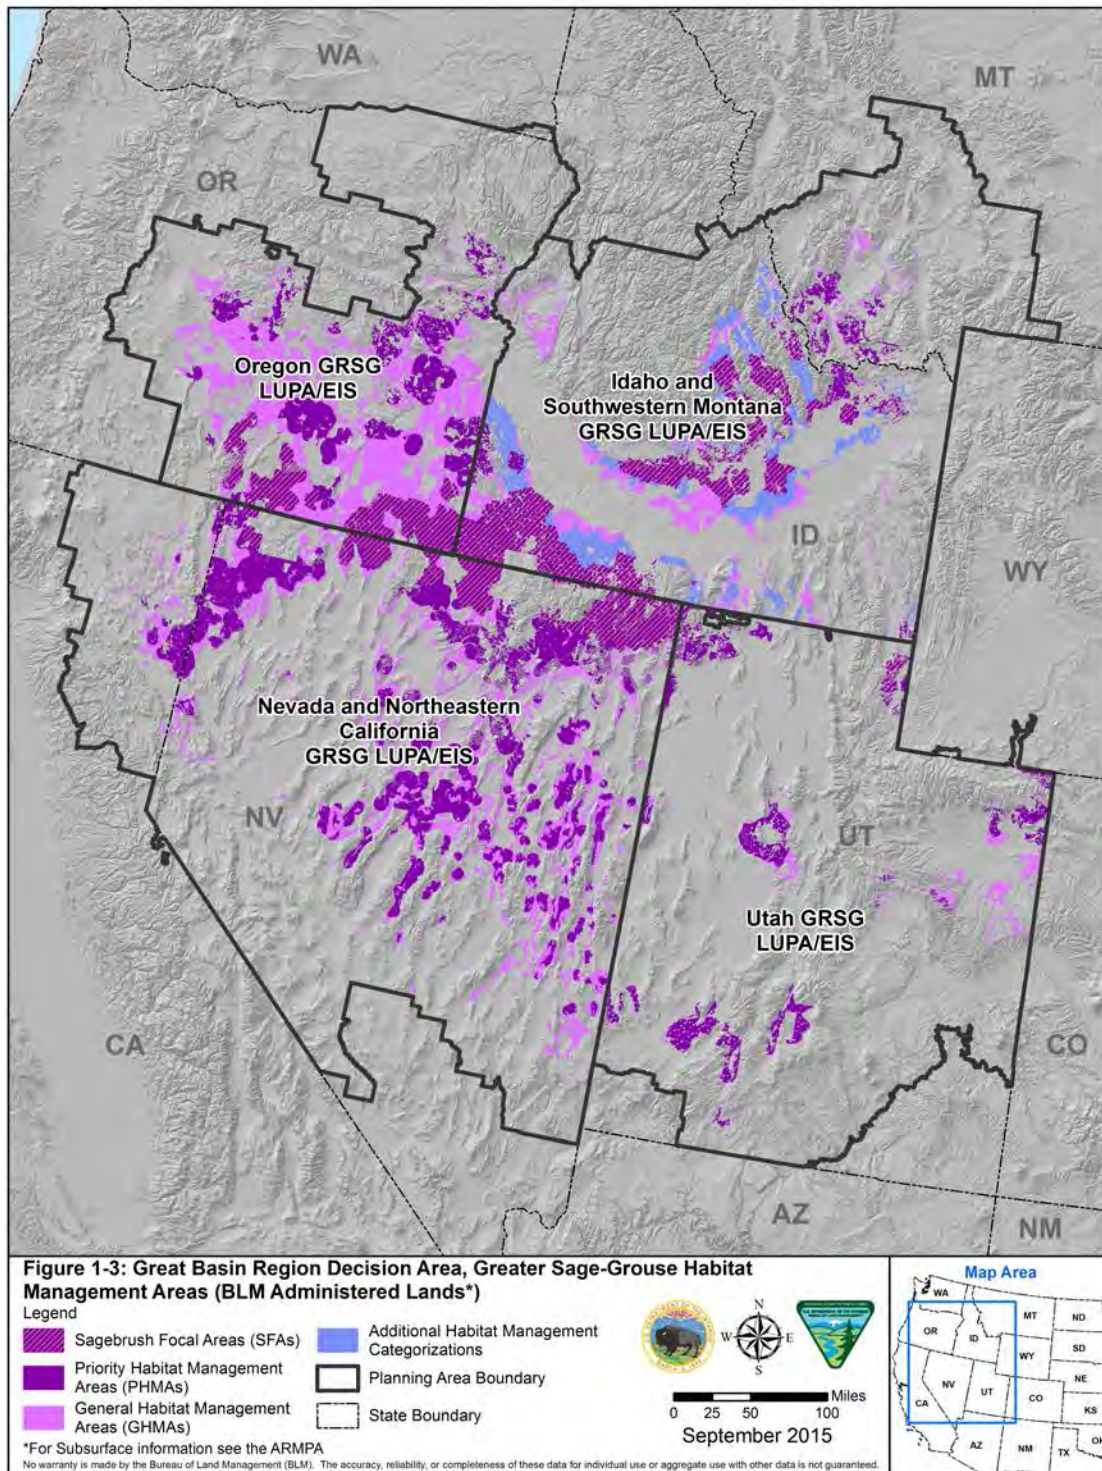 WA
MT
OR
Oregon GRSG
LUPA/EIS
Idaho and
Southwestern Montana
GRSG LUPA/EIS
ID
WY
Nevada and Northeastern
California
GRSG LUPA/EIS
NV
UT
Utah GRSG
LUPA/EIS
CA
CO
AZ
NM
Figure 1-3: Great Basin Region Decision Area, Greater Sage-Grouse Habitat
Management Areas (BLM Administered Lands*)
Legend
Sagebrush Focal Areas (SFAs)
Priority Habitat Management
Areas (PHMAs)
General Habitat Management
Areas (GHMAs)
Additional Habitat Management
Categorizations
Planning Area Boundary
State Boundary
N
W
E
S
Miles
0 25 50 100
September 2015
*For Subsurface information see the ARMPA
No warranty is made by the Bureau of Land Management (BLM). The accuracy, reliability, or completeness of these data for individual use or aggregate use with other data is not guaranteed.
Map Area
WA
MT
ND
OR
ID
SD
WY
NE
NV
UT
CO
CA
KS
AZ
NM
TX
OK